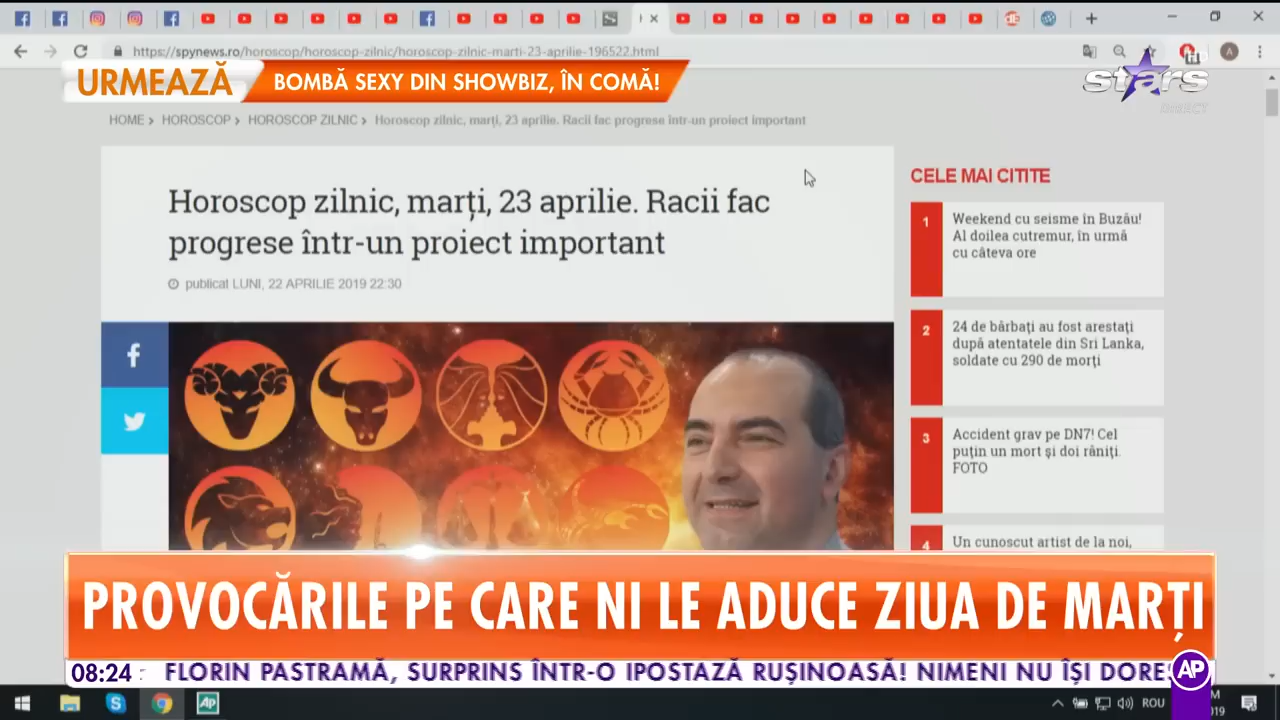 https://spynews.ro/horoscop/horoscop-zilnic/horoscop-zilnic-marti-23-aprilie-196522.html
URMEAZĂ
BOMBĂ SEXY DIN SHOWBIZ, ÎN COMĂ!
stars
HOME > HOROSCOP > HOROSCOP ZILNIC > Horoscop zilnic, marți, 23 aprilie. Racii fac progrese într-un proiect important
Horoscop zilnic, marți, 23 aprilie. Racii fac
progrese într-un proiect important
publicat LUNI, 22 APRILIE 2019 22:30
CELE MAI CITITE
1
Weekend cu seisme în Buzău!
Al doilea cutremur, în urmă
cu câteva ore
2
24 de bărbați au fost arestați
după atentatele din Sri Lanka,
soldate cu 290 de morți
3
Accident grav pe DN7! Cel
puțin un mort și doi răniți.
FOTO
4
Un cunoscut artist de la noi,
PROVOCĂRILE PE CARE NI LE ADUCE ZIUA DE MARȚI
08:24
FLORIN PASTRAMĂ, SURPRINS ÎNTR-O IPOSTAZĂ RUȘINOASĂ! NIMENI NU ÎȘI DORES
AP
AP
ROU